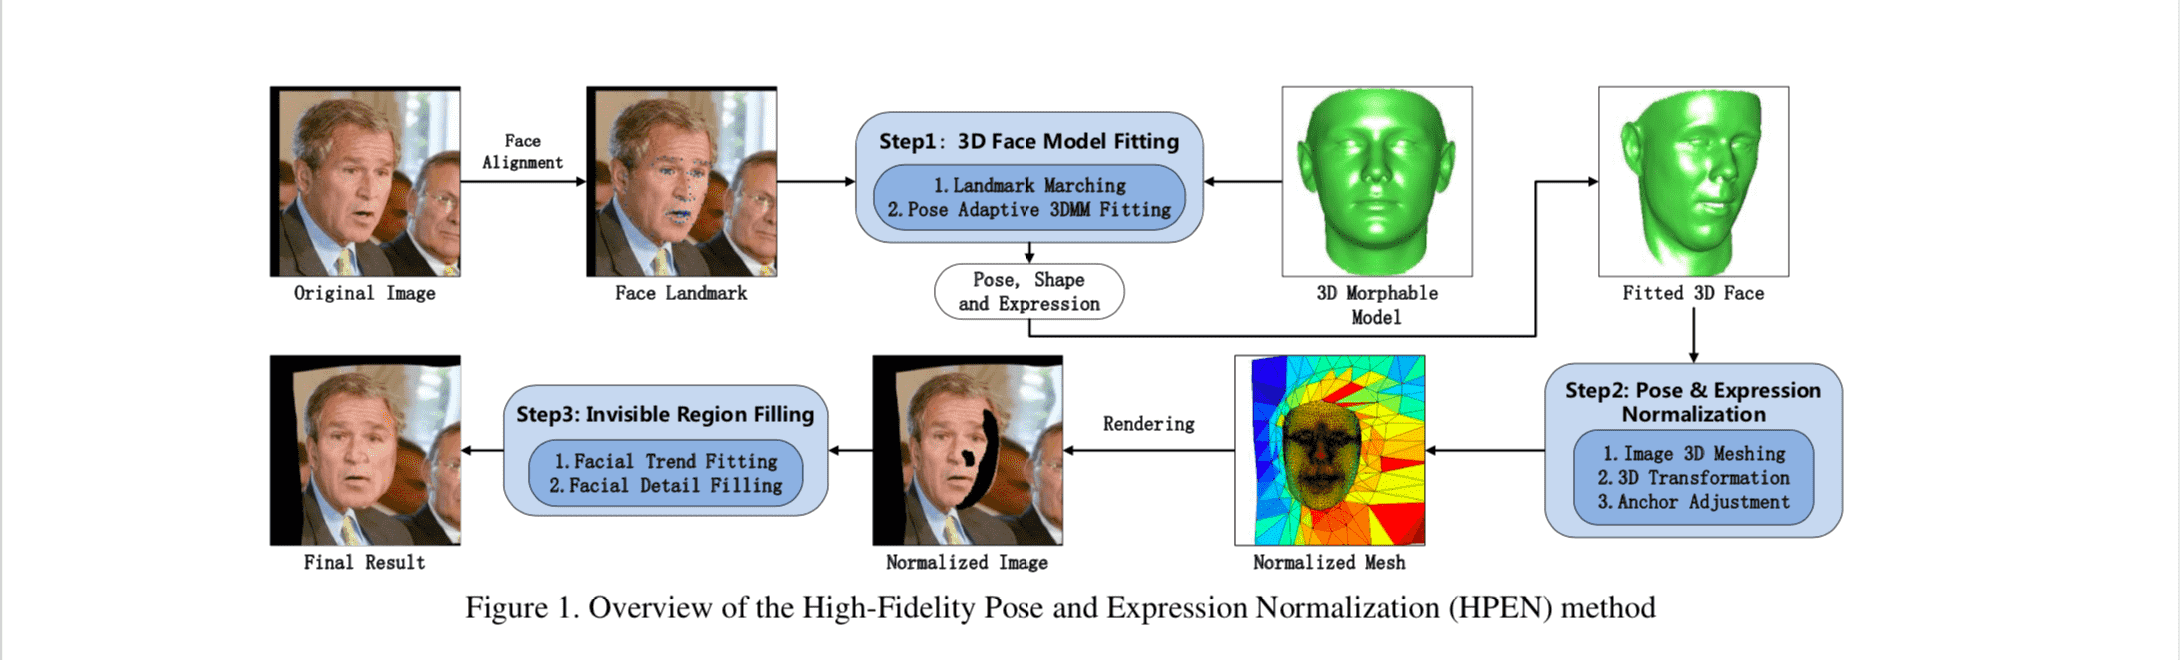 Face
Alignment
Step1: 3D Face Model Fitting
1. Landmark Marching
2. Pose Adaptive 3DMM Fitting
Original Image
Face Landmark
Pose, Shape
and Expression
3D Morphable
Model
Fitted 3D Face
Step2: Pose & Expression
Normalization
1. Image 3D Meshing
2. 3D Transformation
3. Anchor Adjustment
Rendering
Step3: Invisible Region Filling
1. Facial Trend Fitting
2. Facial Detail Filling
Final Result
Normalized Image
Normalized Mesh
Figure 1. Overview of the High-Fidelity Pose and Expression Normalization (HPEN) method